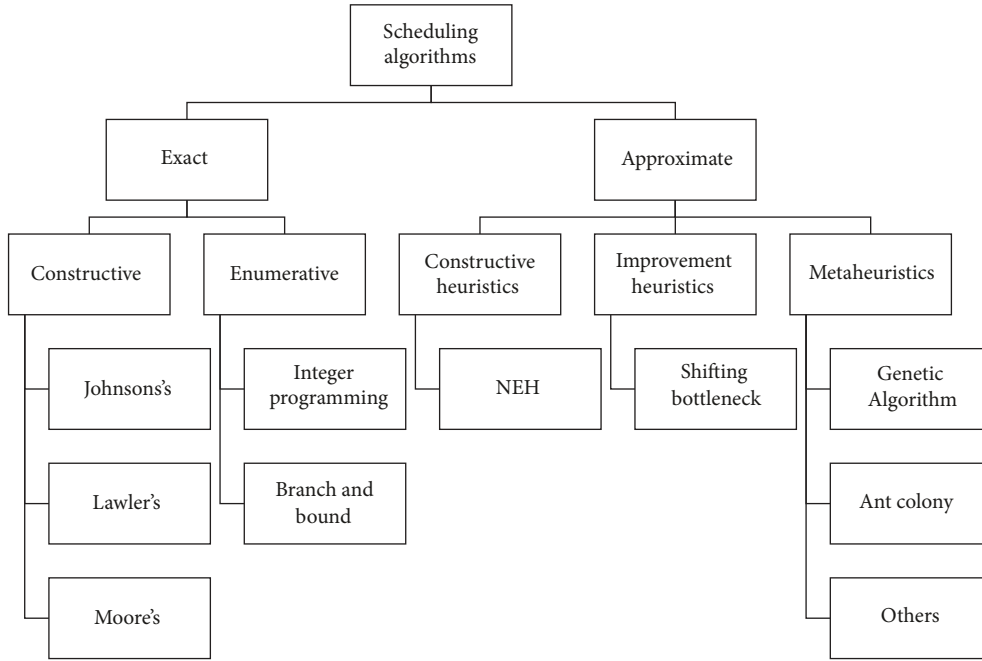 Scheduling
algorithms
Exact
Approximate
Constructive
Enumerative
Constructive
heuristics
Improvement
heuristics
Metaheuristics
Johnsons's
Integer
programming
NEH
Shifting
bottleneck
Genetic
Algorithm
Lawler's
Branch and
bound
Ant colony
Moore's
Others